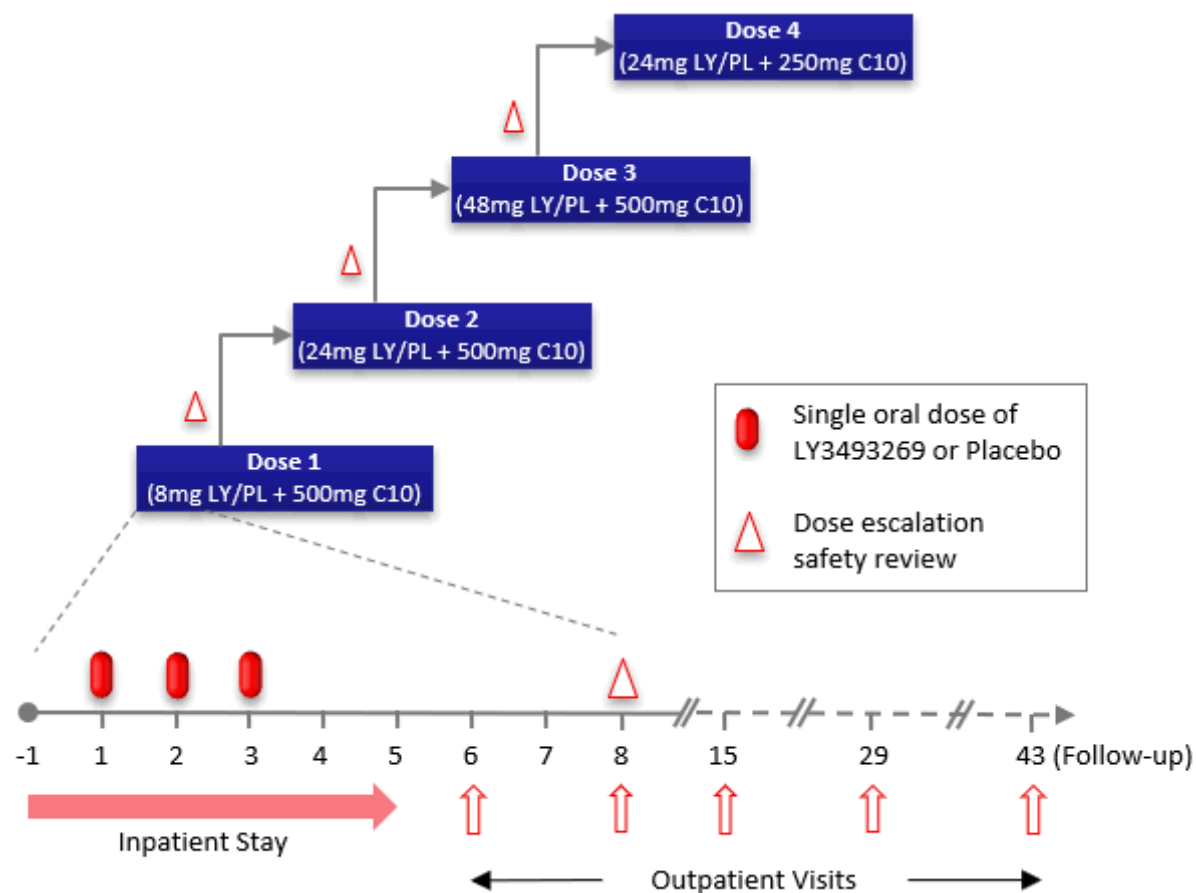 Dose 4
(24mg LY/PL + 250mg C10)
Dose 3
(48mg LY/PL + 500mg C10)
Dose 2
(24mg LY/PL + 500mg C10)
Dose 1
(8mg LY/PL + 500mg C10)
Single oral dose of
LY3493269 or Placebo
Dose escalation
safety review
-1 1 2 3 4 5 6 7 8 15 29 43 (Follow-up)
Inpatient Stay
Outpatient Visits